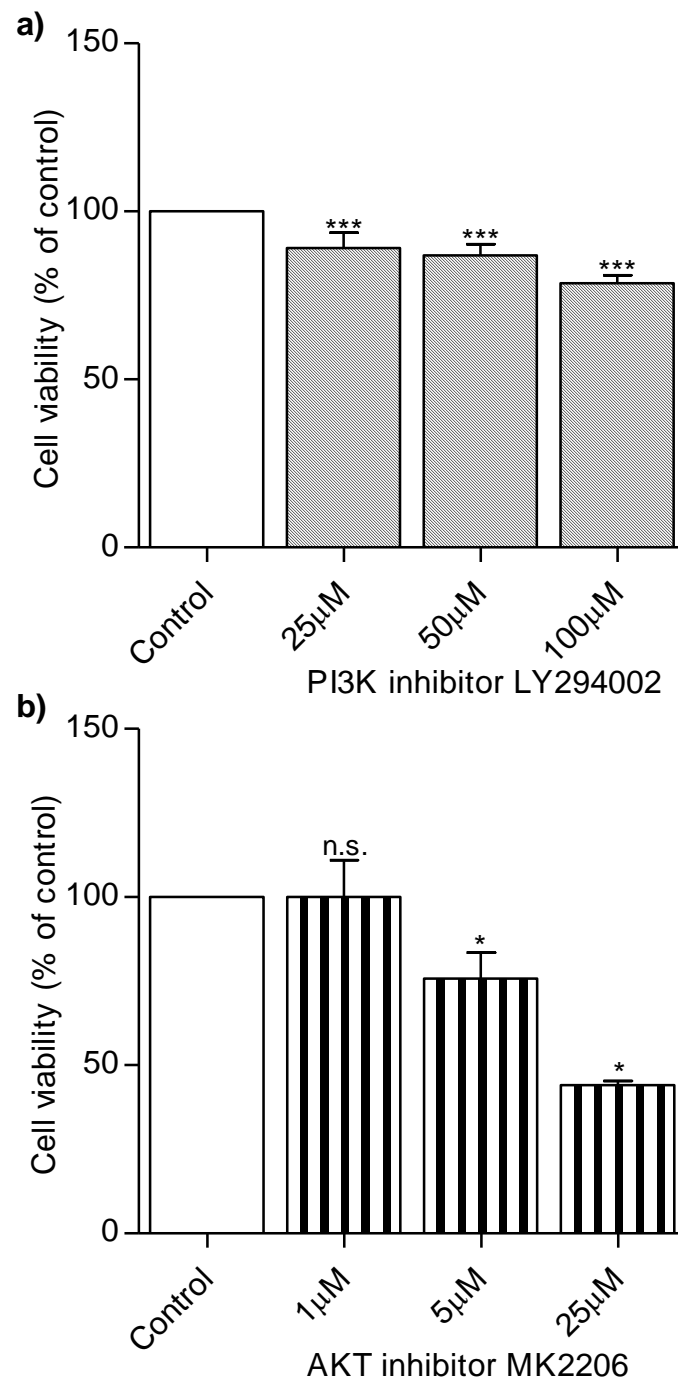 a)
150
100
50
0
Cell viability (% of control)
***
***
***
Control
25µM
50µM
100µM
PI3K inhibitor LY294002
b)
150
100
50
0
Cell viability (% of control)
n.s.
*
*
Control
1µM
5µM
25µM
AKT inhibitor MK2206